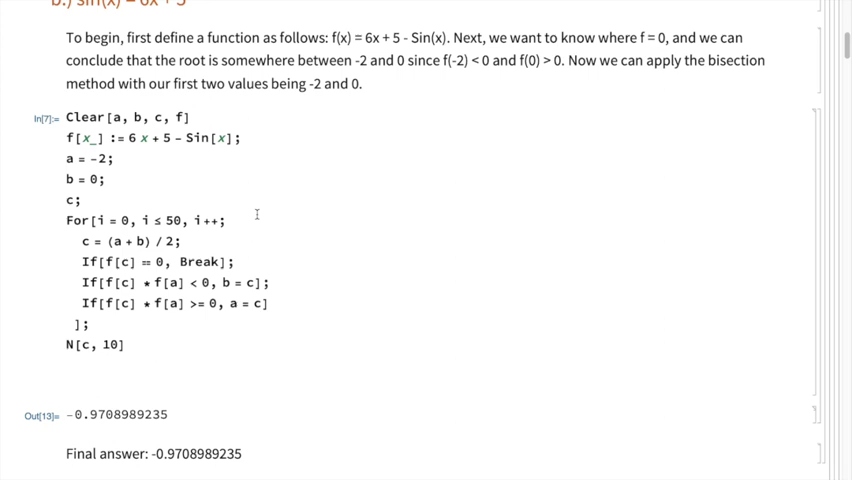 b.) sin(x) = 6x + 5
To begin, first define a function as follows: f(x) = 6x + 5 - Sin(x). Next, we want to know where f = 0, and we can
conclude that the root is somewhere between -2 and 0 since f(-2) < 0 and f(0) > 0. Now we can apply the bisection
method with our first two values being -2 and 0.
In[7]:= Clear[a, b, c, f]
f[x_] := 6 x + 5 - Sin[x];
a = -2;
b = 0;
c;
For[i = 0, i ≤ 50, i++;
c = (a + b) / 2;
If[f[c] == 0, Break];
If[f[c] * f[a] < 0, b = c];
If[f[c] * f[a] >= 0, a = c]
];
N[c, 10]
Out[13]= -0.9708989235
Final answer: -0.9708989235